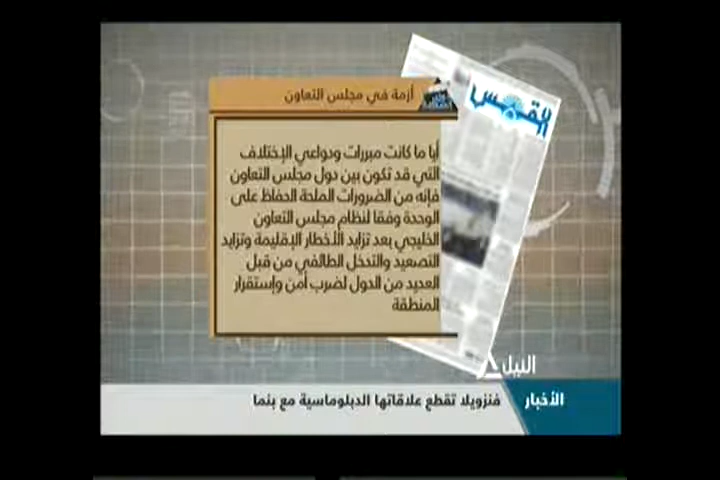 القدس
أزمة في مجلس التعاون
أيا ما كانت مبررات ودواعي الإختلاف
التي قد تكون بين دول مجلس التعاون
فإنه من الضرورات الملحة الحفاظ على
الوحدة وفقا لنظام مجلس التعاون
الخليجي بعد تزايد الأخطار الإقليمة وتزايد
التصعيد والتدخل الطائفي من قبل
العديد من الدول لضرب أمن وإستقرار
المنطقة
النيل
الأخبار
فنزويلا تقطع علاقاتها الدبلوماسية مع بنما